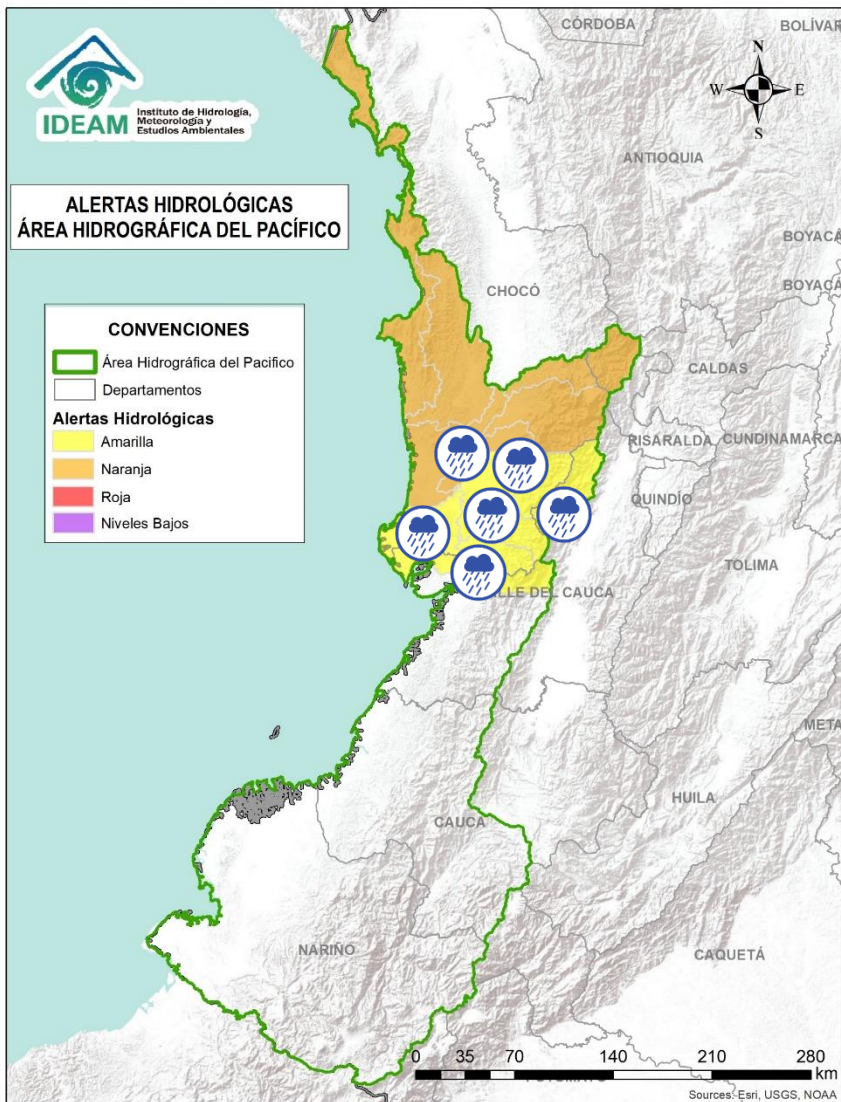 IDEAM
Instituto de Hidrología,
Meteorología y
Estudios Ambientales
ALERTAS HIDROLÓGICAS
ÁREA HIDROGRÁFICA DEL PACÍFICO
CONVENCIONES
Área Hidrográfica del Pacifico
Departamentos
Alertas Hidrológicas
Amarilla
Naranja
Roja
Niveles Bajos
N
W
E
S
CÓRDOBA
BOLÍVAR
ANTIOQUIA
BOYACÁ
BOYACÁ
CHOCÓ
CALDAS
RISARALDA
CUNDINAMARCA
QUINDÍO
TOLIMA
DEL CAUCA
META
HUILA
CAUCA
NARIÑO
CAQUETÁ
0 35 70 140 210 280
km
Sources: Esri, USGS, NOAA